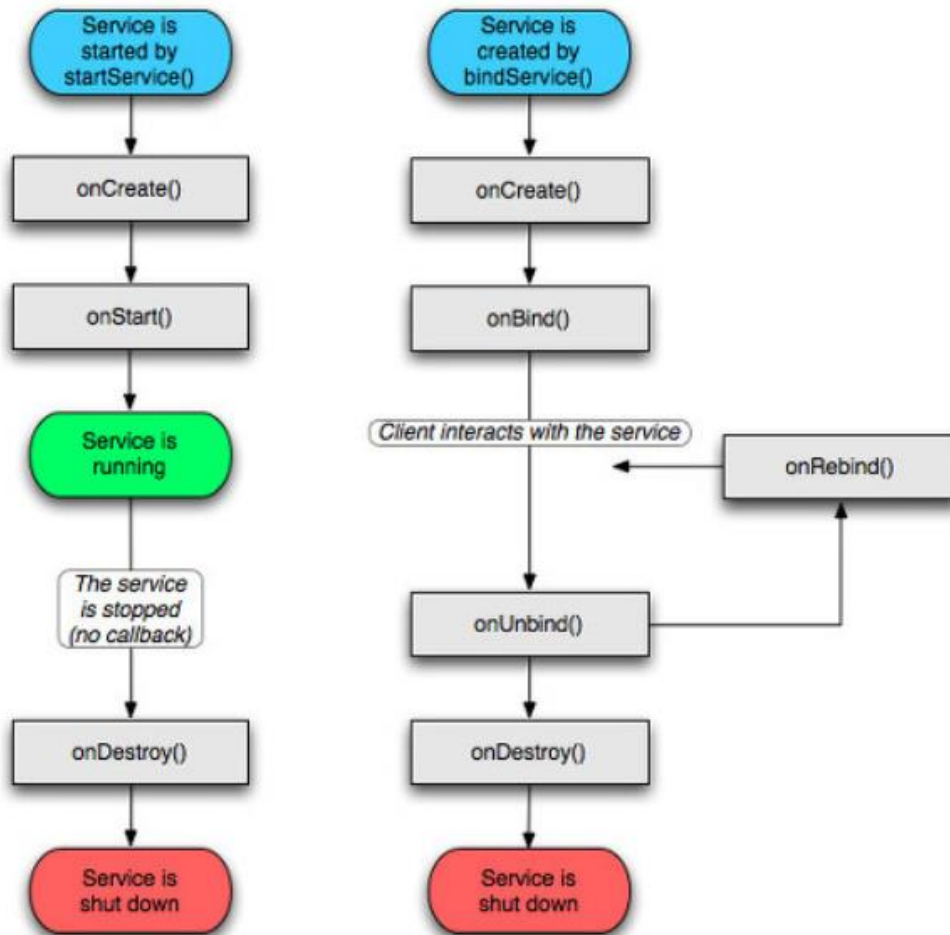 Service is
started by
startService()
onCreate()
onStart()
Service is
running
The service
is stopped
(no callback)
onDestroy()
Service is
shut down
Service is
created by
bindService()
onCreate()
onBind()
Client interacts with the service
onRebind()
onUnbind()
onDestroy()
Service is
shut down